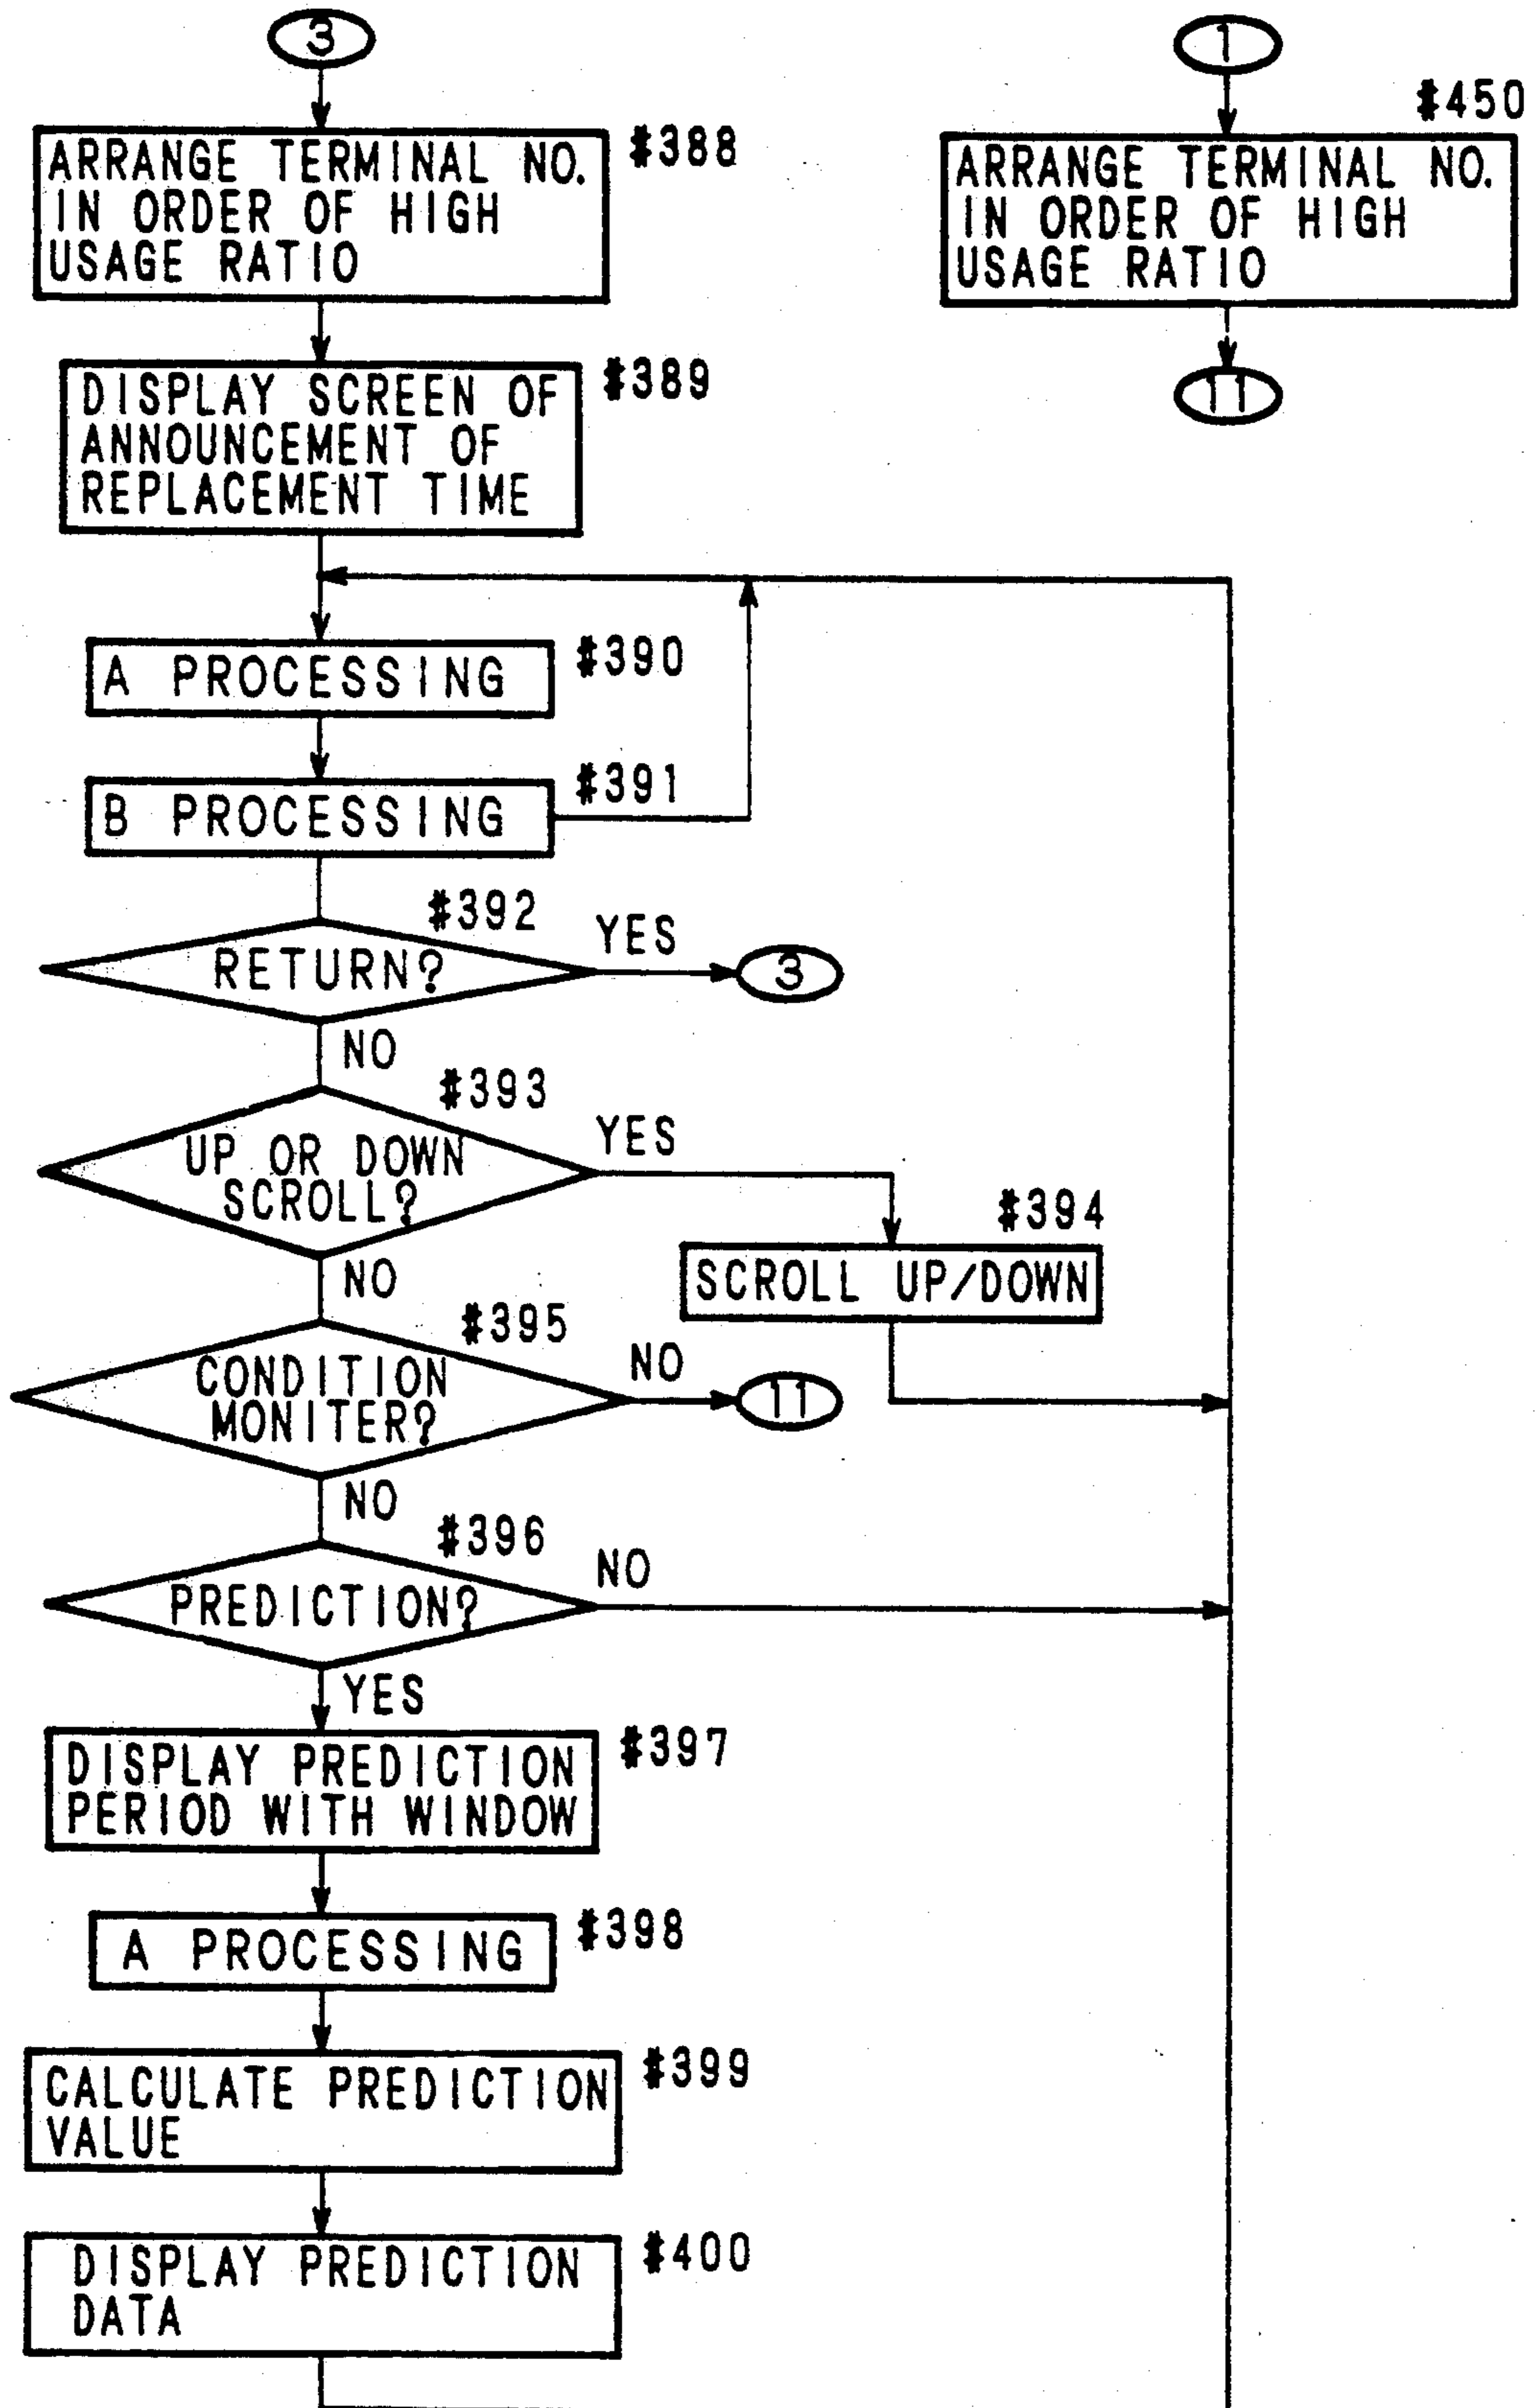 3
ARRANGE TERMINAL NO.
IN ORDER OF HIGH
USAGE RATIO
#388
DISPLAY SCREEN OF
ANNOUNCEMENT OF
REPLACEMENT TIME
#389
A PROCESSING
#390
B PROCESSING
#391
#392
RETURN?
YES
3
NO
#393
UP OR DOWN
SCROLL?
YES
#394
SCROLL UP/DOWN
NO
#395
CONDITION
MONITER?
NO
11
NO
#396
PREDICTION?
NO
YES
DISPLAY PREDICTION
PERIOD WITH WINDOW
#397
A PROCESSING
#398
CALCULATE PREDICTION
VALUE
#399
DISPLAY PREDICTION
DATA
#400
1
#450
ARRANGE TERMINAL NO.
IN ORDER OF HIGH
USAGE RATIO
11